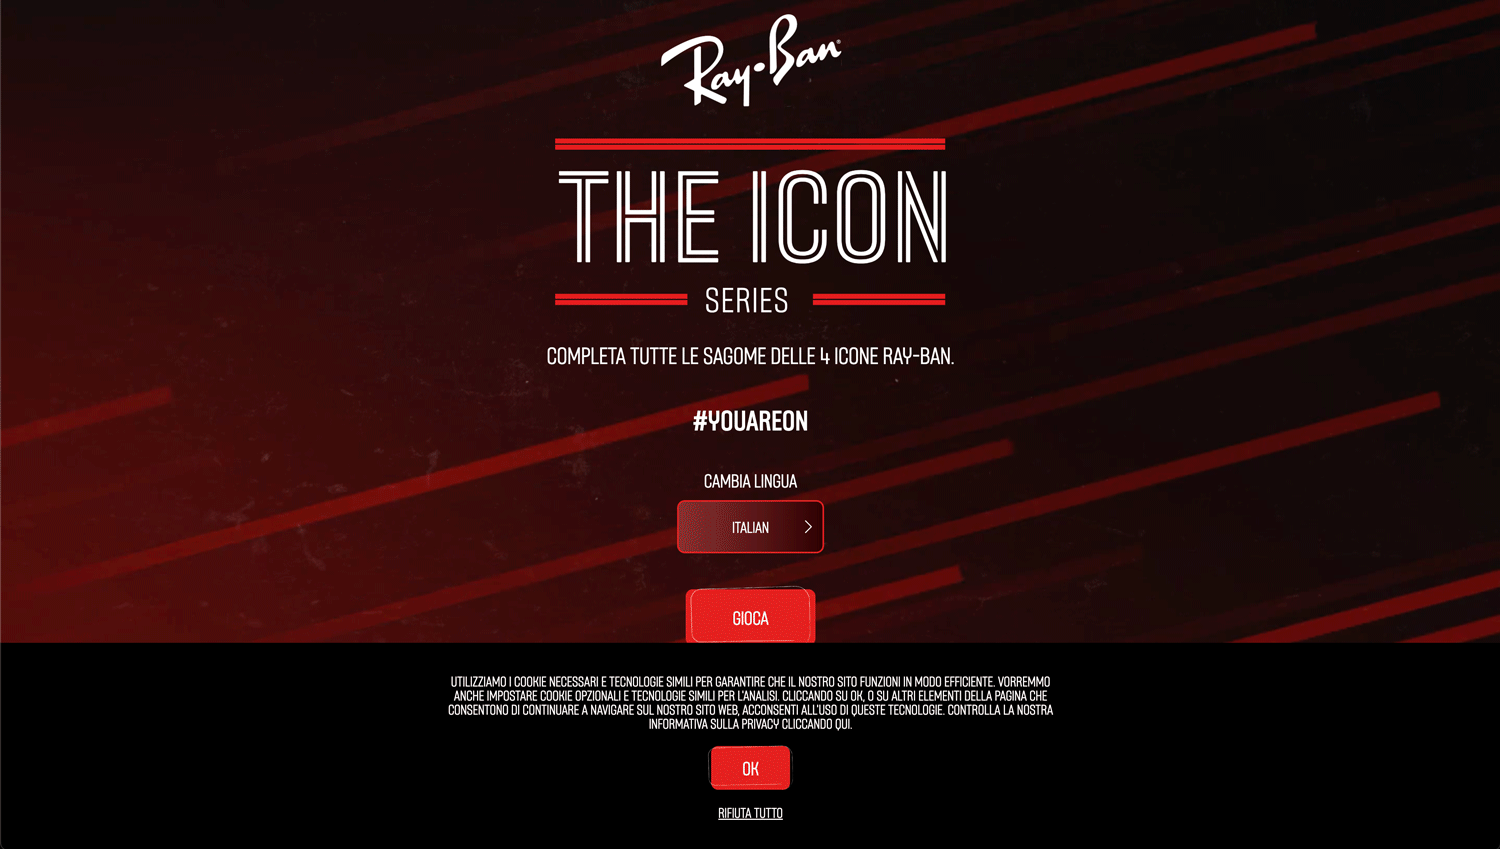 Ray-Ban®
THE ICON
SERIES
COMPLETA TUTTE LE SAGOME DELLE 4 ICONE RAY-BAN.
#YOUAREON
CAMBIA LINGUA
ITALIAN
GIOCA
UTILIZZIAMO I COOKIE NECESSARI E TECNOLOGIE SIMILI PER GARANTIRE CHE IL NOSTRO SITO FUNZIONI IN MODO EFFICIENTE. VORREMMO
ANCHE IMPOSTARE COOKIE OPZIONALI E TECNOLOGIE SIMILI PER L'ANALISI. CLICCANDO SU OK, O SU ALTRI ELEMENTI DELLA PAGINA CHE
CONSENTONO DI CONTINUARE A NAVIGARE SUL NOSTRO SITO WEB, ACCONSENTI ALL'USO DI QUESTE TECNOLOGIE. CONTROLLA LA NOSTRA
INFORMATIVA SULLA PRIVACY CLICCANDO QUI.
OK
RIFIUTA TUTTO